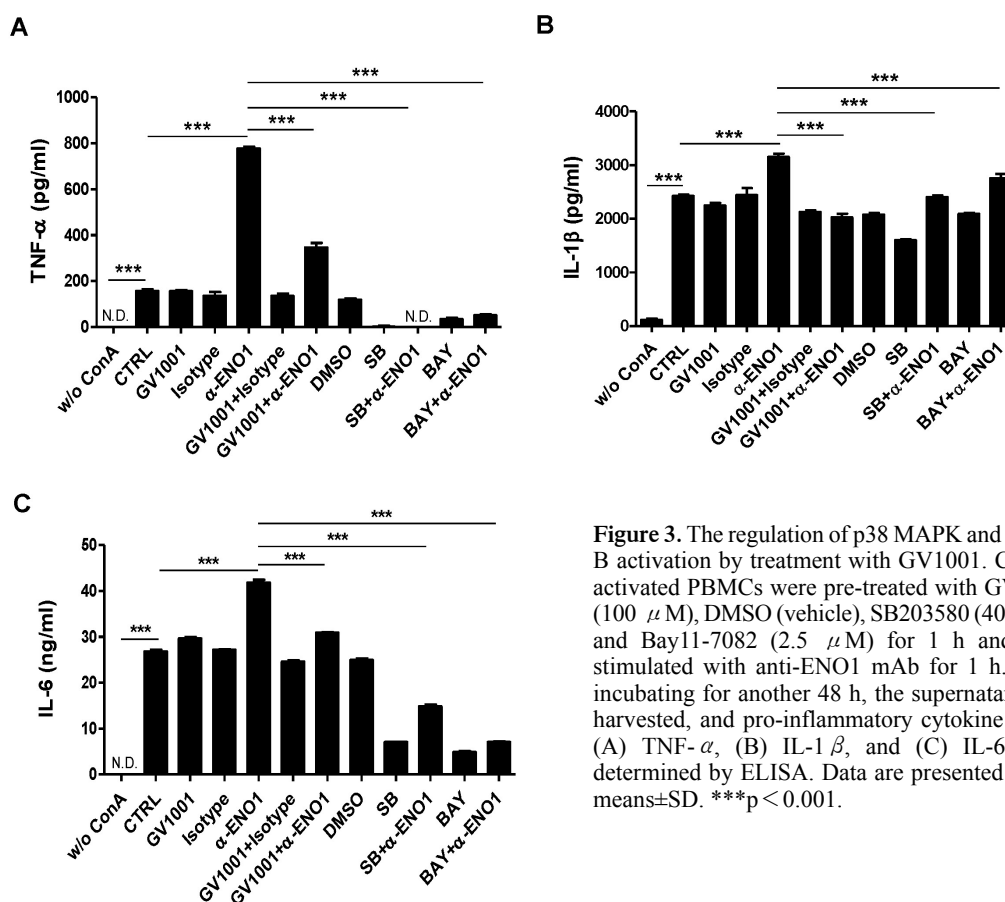 A
TNF-α (pg/ml)
1000
800
600
400
200
0
***
***
***
***
***
N.D.
N.D.
w/o ConA
CTRL
GV1001
Isotype
α-ENO1
GV1001+Isotype
GV1001+α-ENO1
DMSO
SB
SB+α-ENO1
BAY
BAY+α-ENO1
B
IL-1β (pg/ml)
4000
3000
2000
1000
0
***
***
***
***
***
w/o ConA
CTRL
GV1001
Isotype
α-ENO1
GV1001+Isotype
GV1001+α-ENO1
DMSO
SB
SB+α-ENO1
BAY
BAY+α-ENO1
C
IL-6 (ng/ml)
50
40
30
20
10
0
***
***
***
***
***
N.D.
w/o ConA
CTRL
GV1001
Isotype
α-ENO1
GV1001+Isotype
GV1001+α-ENO1
DMSO
SB
SB+α-ENO1
BAY
BAY+α-ENO1
Figure 3. The regulation of p38 MAPK and
B activation by treatment with GV1001. C
activated PBMCs were pre-treated with GV
(100 μM), DMSO (vehicle), SB203580 (40
and Bay11-7082 (2.5 μM) for 1 h and
stimulated with anti-ENO1 mAb for 1 h.
incubating for another 48 h, the supernata
harvested, and pro-inflammatory cytokine
(A) TNF-α, (B) IL-1β, and (C) IL-6
determined by ELISA. Data are presented
means±SD. ***p<0.001.